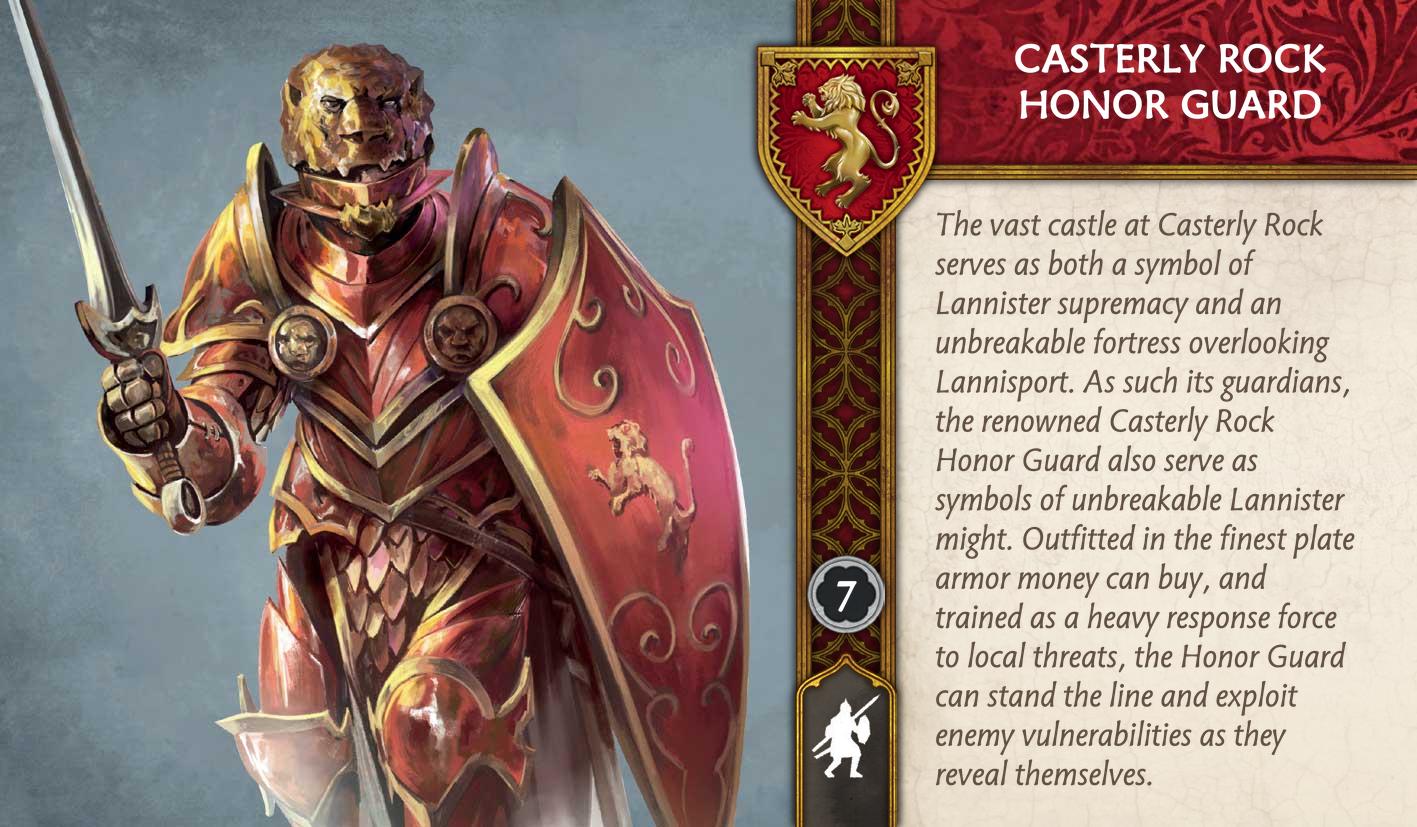 CASTERLY ROCK
HONOR GUARD
The vast castle at Casterly Rock
serves as both a symbol of
Lannister supremacy and an
unbreakable fortress overlooking
Lannisport. As such its guardians,
the renowned Casterly Rock
Honor Guard also serve as
symbols of unbreakable Lannister
might. Outfitted in the finest plate
armor money can buy, and
trained as a heavy response force
to local threats, the Honor Guard
can stand the line and exploit
enemy vulnerabilities as they
reveal themselves.
7